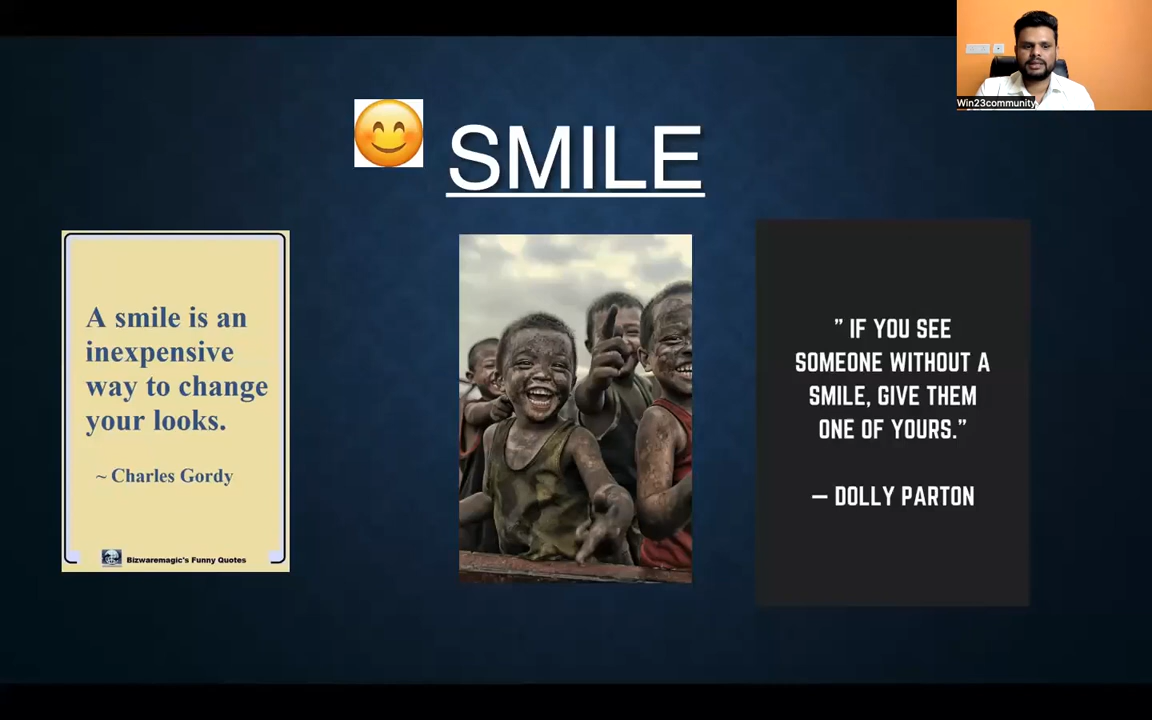 Win23community
SMILE
A smile is an
inexpensive
way to change
your looks.
~ Charles Gordy
Bizwaremagic's Funny Quotes
" IF YOU SEE
SOMEONE WITHOUT A
SMILE, GIVE THEM
ONE OF YOURS."
– DOLLY PARTON